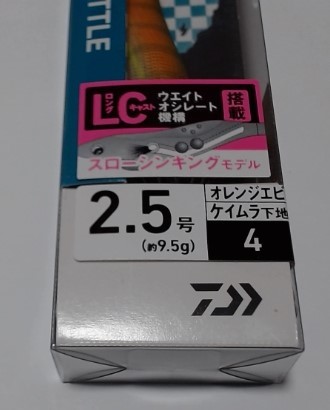 TTLE
ロング
LC キャスト
ウエイト
オシレート
機構
搭載
スローシンキングモデル
2.5号
(約9.5g)
オレンジエビ
ケイムラ下地
4